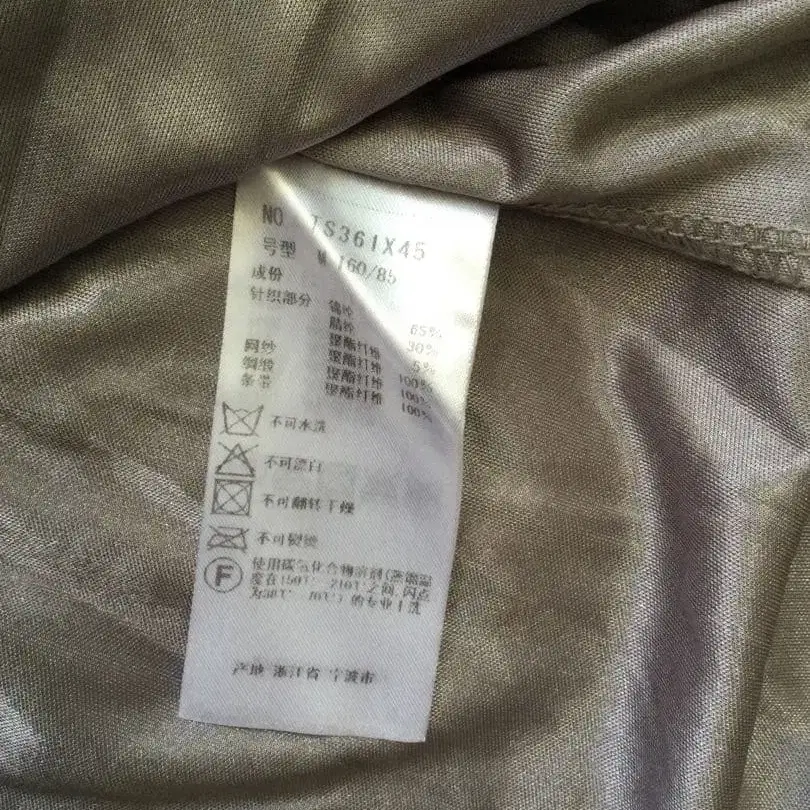 NO TS361X45
号型 M 160/85
成份
针织部分 锦纶 65%
腈纶 30%
聚酯纤维 5%
网纱 聚酯纤维 100%
绸缎 聚酯纤维 100%
条带 聚酯纤维 100%
不可水洗
不可漂白
不可翻转干燥
不可熨烫
F 使用碳氢化合物溶剂(蒸馏温
度在150℃-210℃之间,闪点
为38℃-70℃)的专业干洗
产地 浙江省 宁波市